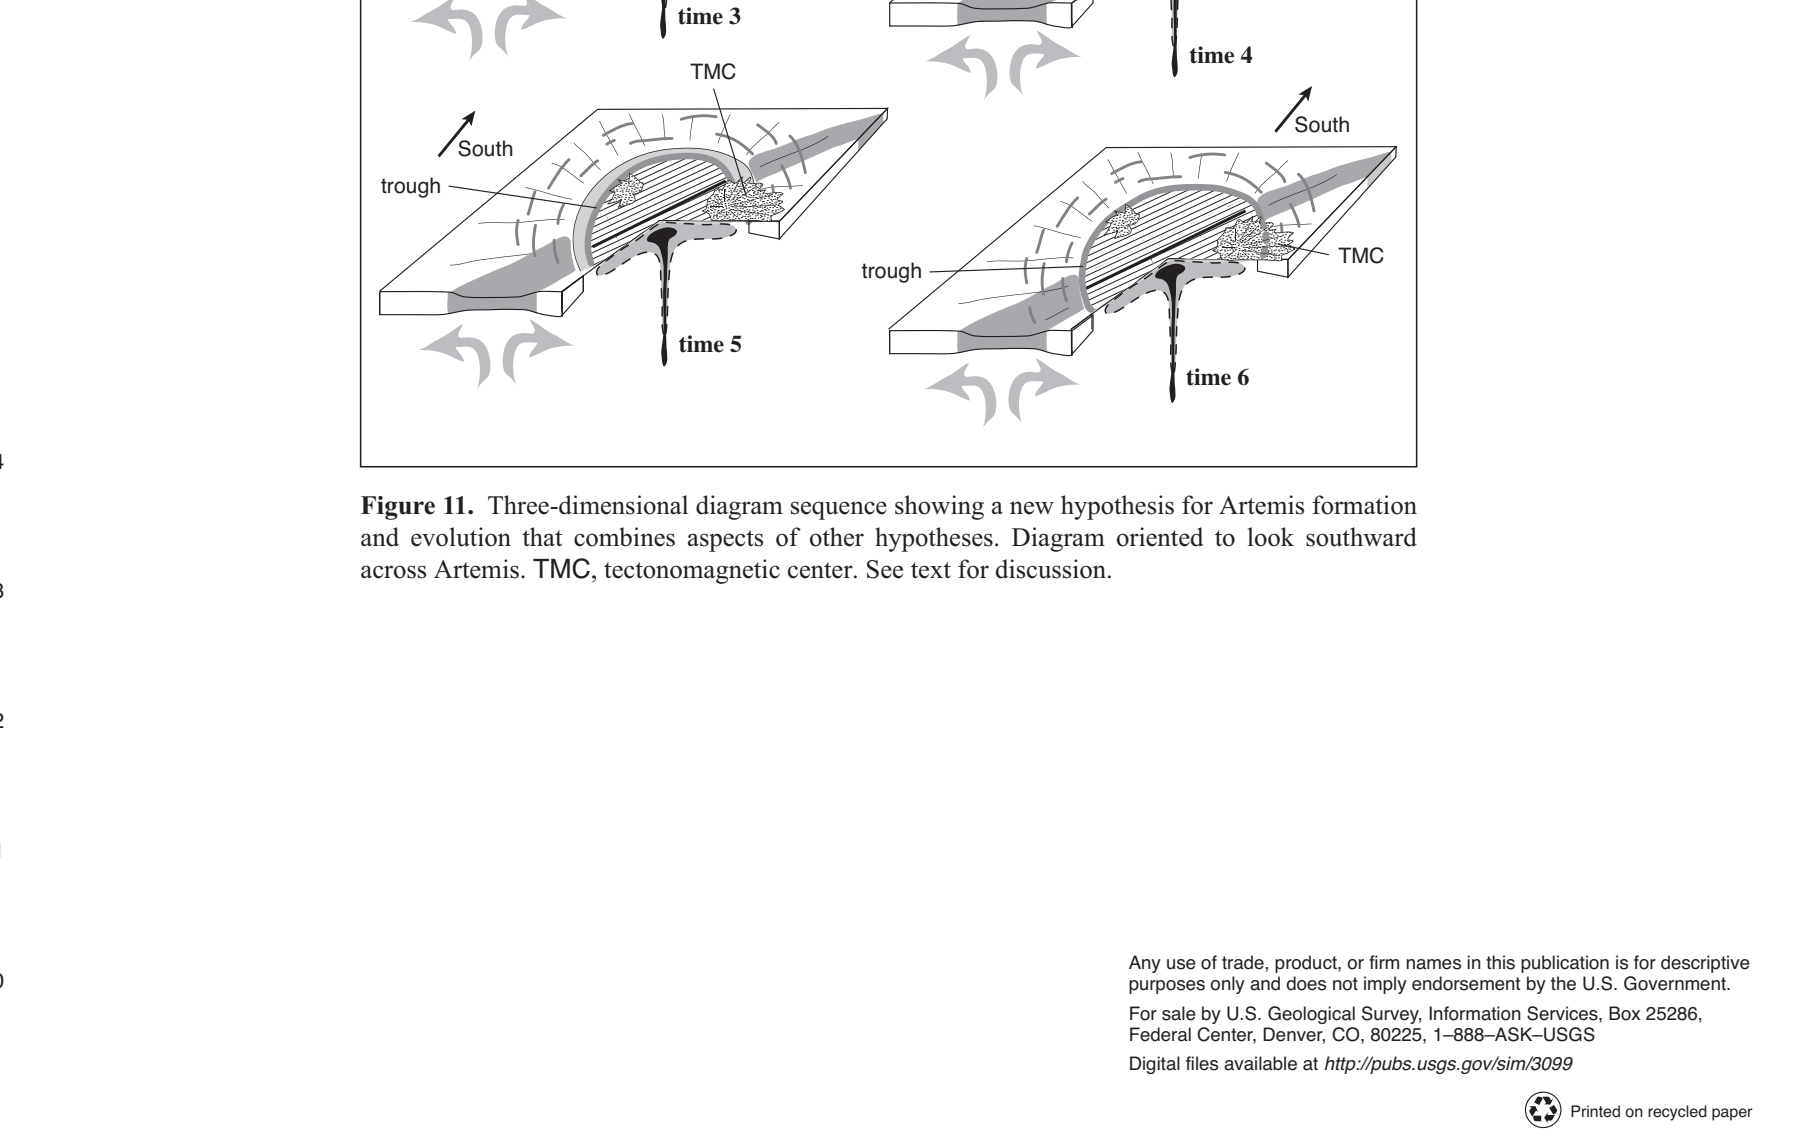 time 3
time 4
TMC
South
South
trough
TMC
trough
time 5
time 6
4
3
2
1
0
Figure 11. Three-dimensional diagram sequence showing a new hypothesis for Artemis formation
and evolution that combines aspects of other hypotheses. Diagram oriented to look southward
across Artemis. TMC, tectonomagnetic center. See text for discussion.
Any use of trade, product, or firm names in this publication is for descriptive
purposes only and does not imply endorsement by the U.S. Government.
For sale by U.S. Geological Survey, Information Services, Box 25286,
Federal Center, Denver, CO, 80225, 1–888–ASK–USGS
Digital files available at http://pubs.usgs.gov/sim/3099
Printed on recycled paper